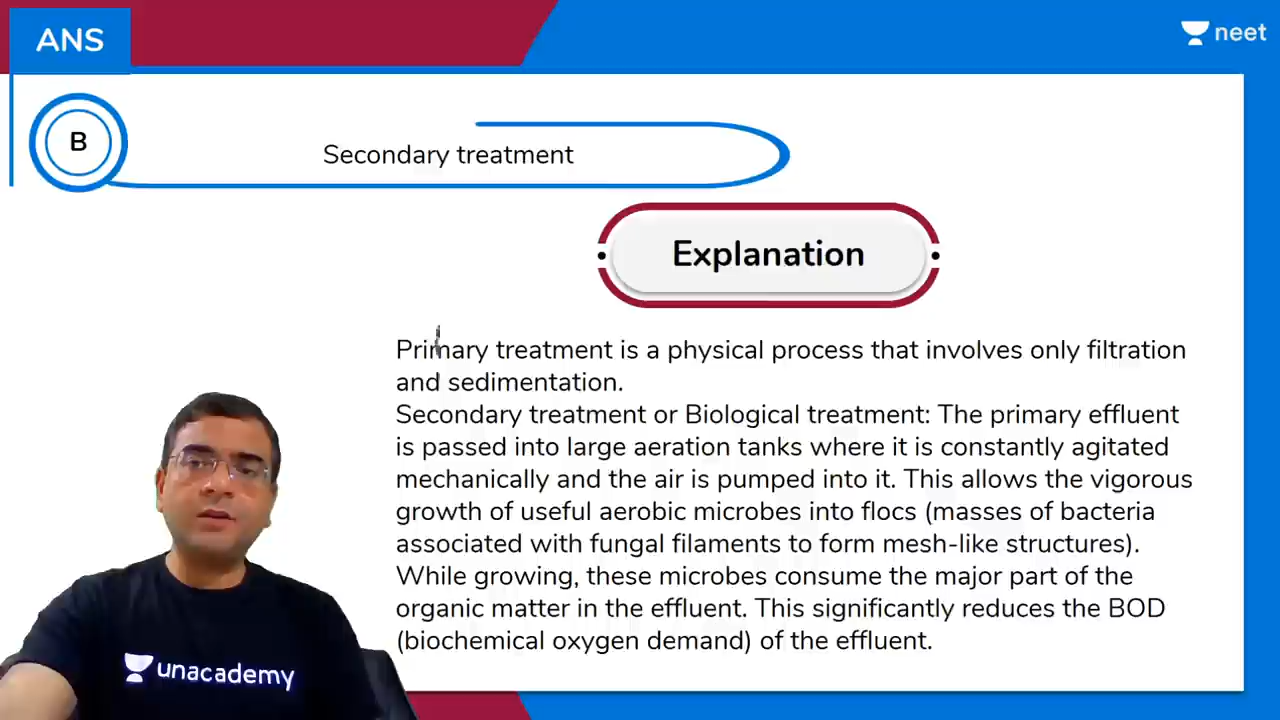 ANS
neet
B
Secondary treatment
Explanation
Primary treatment is a physical process that involves only filtration
and sedimentation.
Secondary treatment or Biological treatment: The primary effluent
is passed into large aeration tanks where it is constantly agitated
mechanically and the air is pumped into it. This allows the vigorous
growth of useful aerobic microbes into flocs (masses of bacteria
associated with fungal filaments to form mesh-like structures).
While growing, these microbes consume the major part of the
organic matter in the effluent. This significantly reduces the BOD
(biochemical oxygen demand) of the effluent.
unacademy